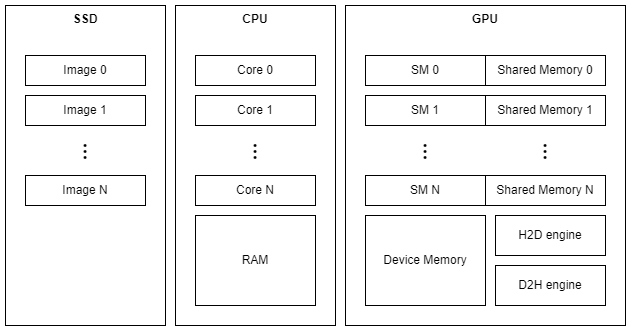 SSD
Image 0
Image 1
Image N
CPU
Core 0
Core 1
Core N
RAM
GPU
SM 0
Shared Memory 0
SM 1
Shared Memory 1
SM N
Shared Memory N
Device Memory
H2D engine
D2H engine